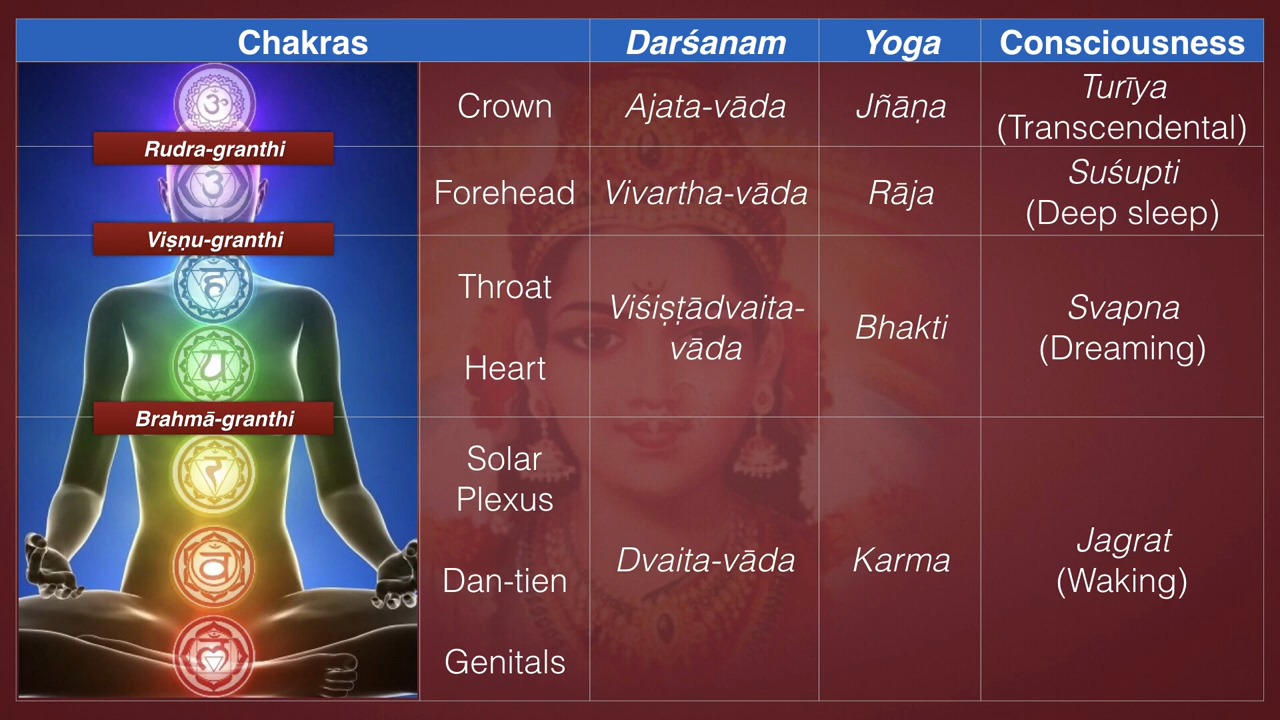 Chakras
Darśanam
Yoga
Consciousness
ॐ
Rudra-granthi
Crown
Ajata-vāda
Jñāṇa
Turīya
(Transcendental)
ॐ
Viṣṇu-granthi
Forehead
Vivartha-vāda
Rāja
Suśupti
(Deep sleep)
हं
Throat
यं
Heart
Viśiṣṭādvaita-
vāda
Bhakti
Svapna
(Dreaming)
Brahmā-granthi
रं
Solar
Plexus
वं
Dan-tien
लं
Genitals
Dvaita-vāda
Karma
Jagrat
(Waking)